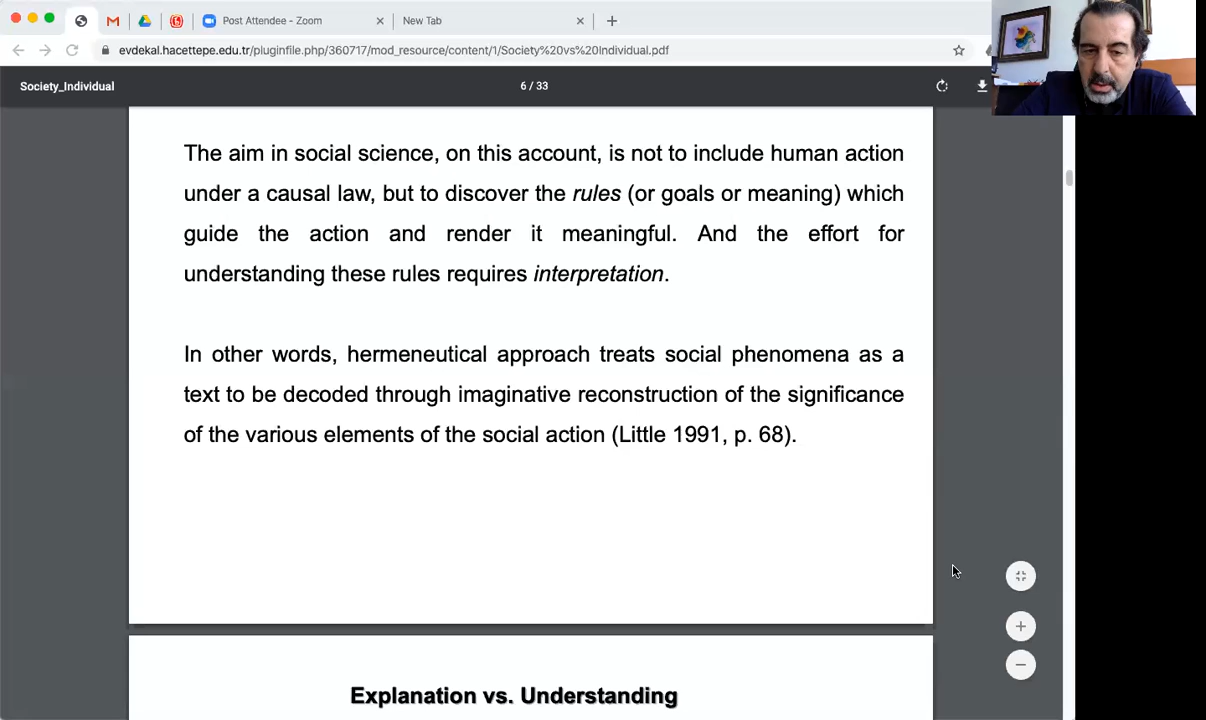 Post Attendee - Zoom
New Tab
evdekal.hacettepe.edu.tr/pluginfile.php/360717/mod_resource/content/1/Society%20vs%20Individual.pdf
Society_Individual
6 / 33
The aim in social science, on this account, is not to include human action
under a causal law, but to discover the rules (or goals or meaning) which
guide the action and render it meaningful. And the effort for
understanding these rules requires interpretation.
In other words, hermeneutical approach treats social phenomena as a
text to be decoded through imaginative reconstruction of the significance
of the various elements of the social action (Little 1991, p. 68).
Explanation vs. Understanding